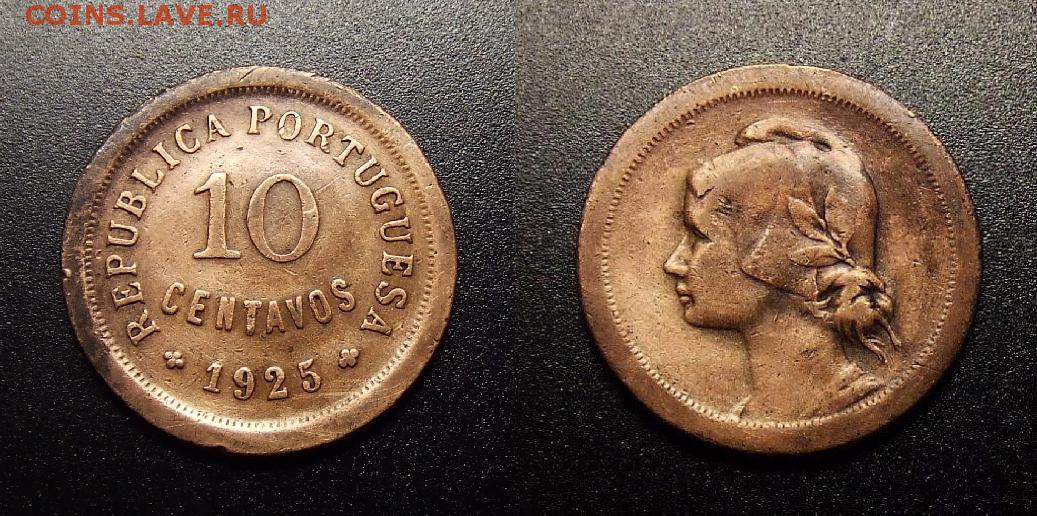 COINS.LAVE.RU
REPUBLICA PORTUGUESA
10
CENTAVOS
1925